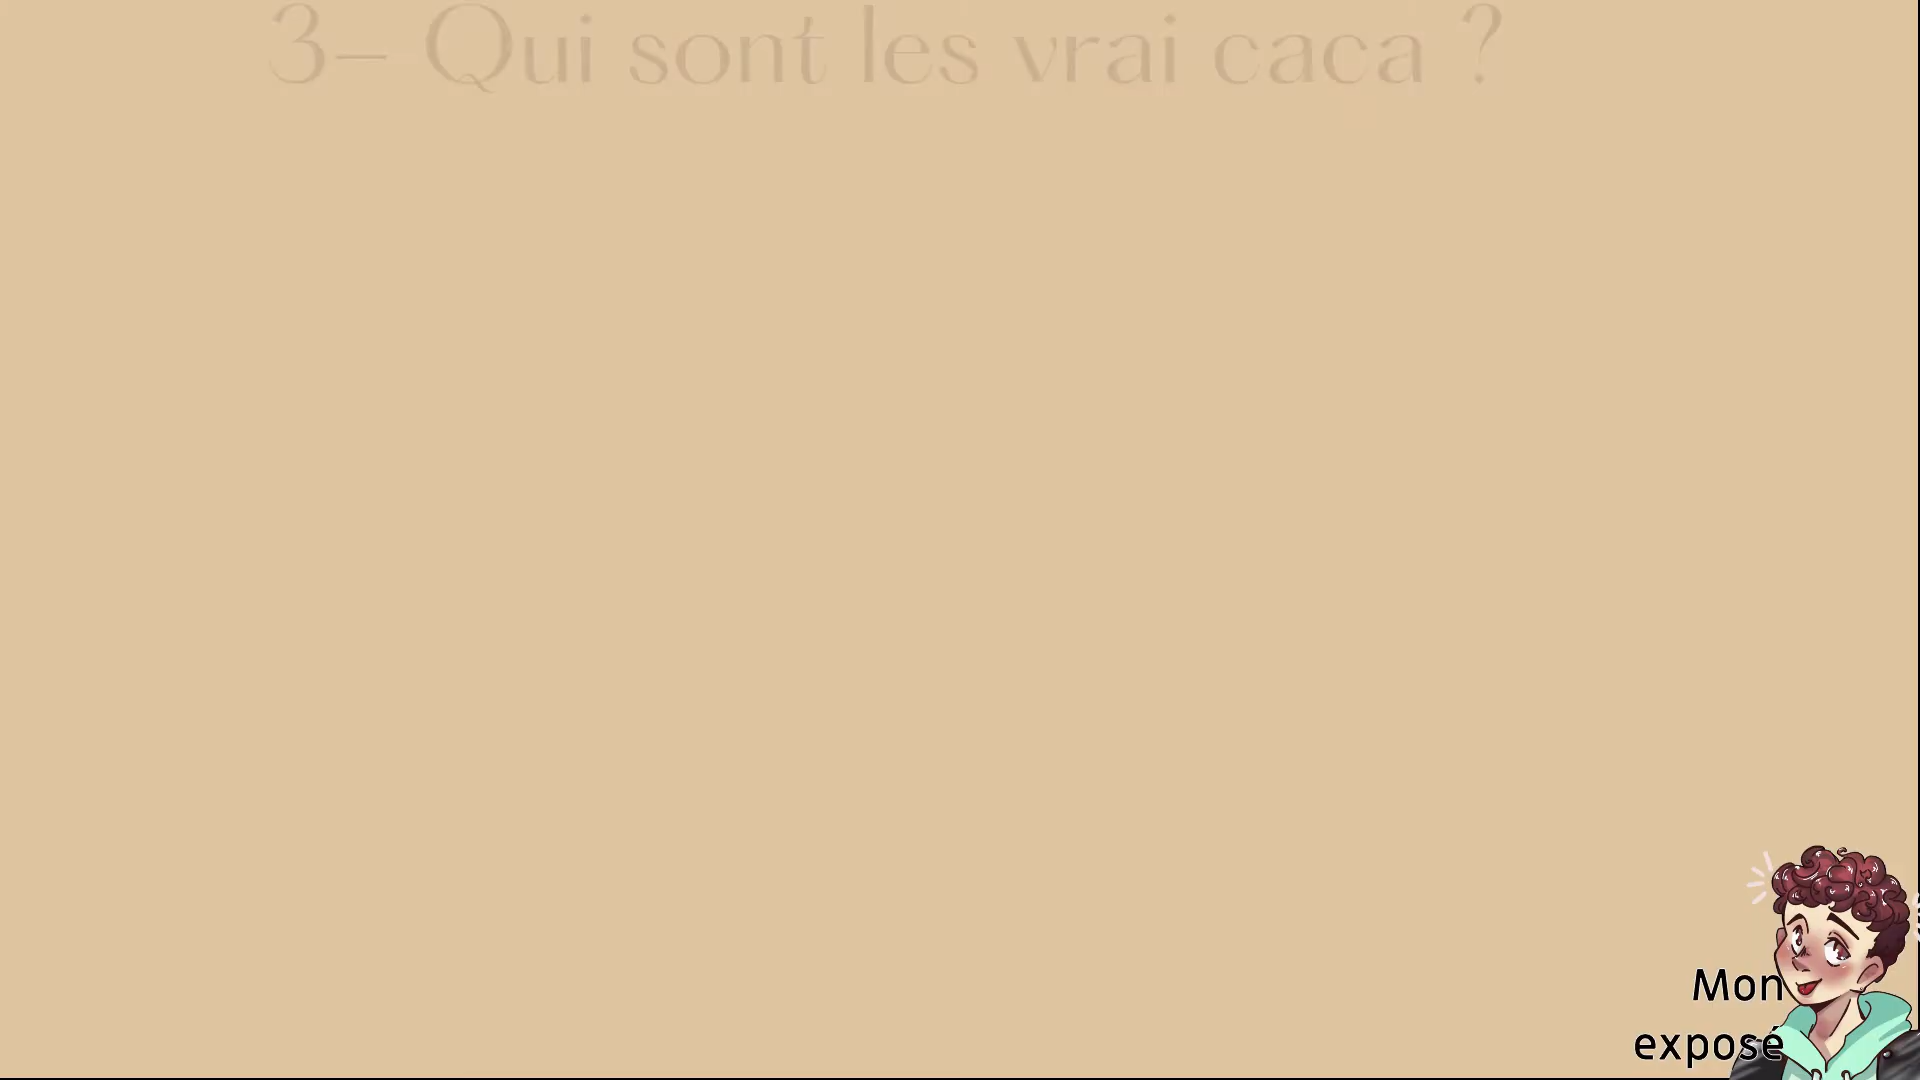 3– Qui sont les vrai caca ?
Mon
exposé